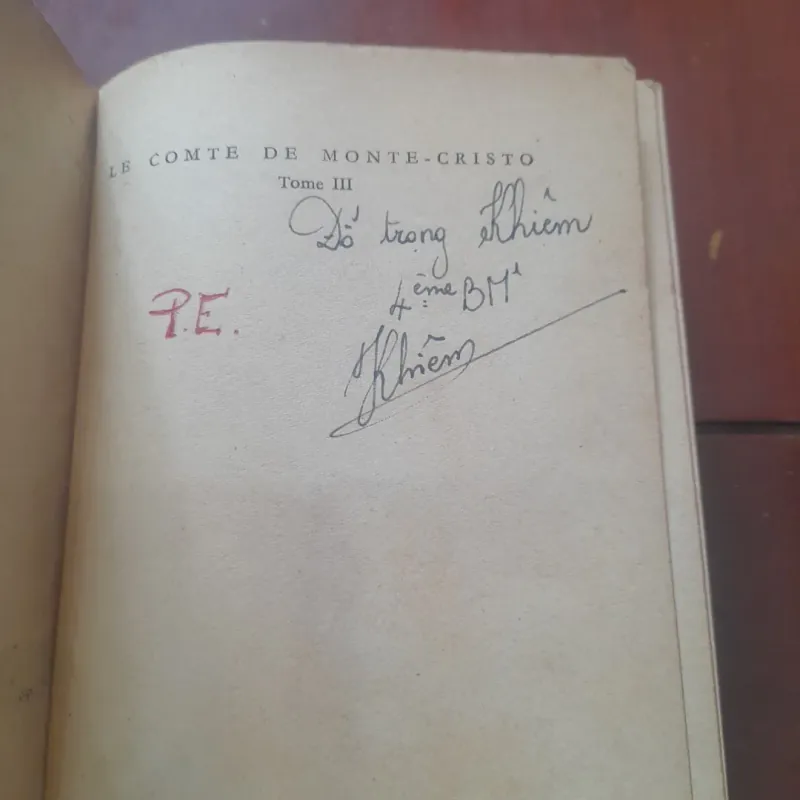 LE COMTE DE MONTE-CRISTO
Tome III
Đỗ trọng Khiêm
P.E.
4ème BM1
Khiêm